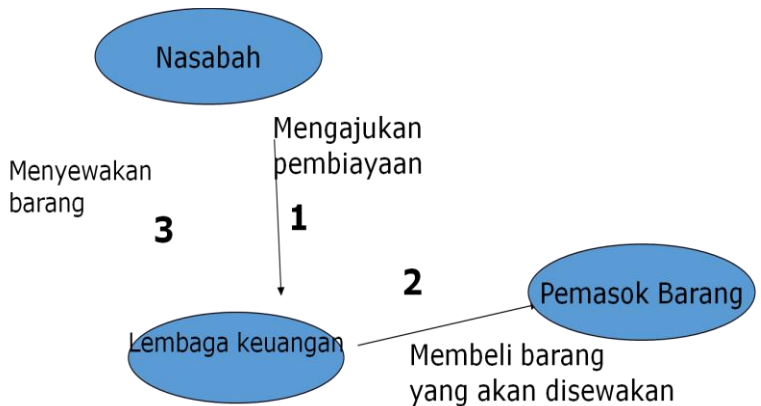 Nasabah
Mengajukan
pembiayaan
Menyewakan
barang
3
1
2
Pemasok Barang
Lembaga keuangan
Membeli barang
yang akan disewakan